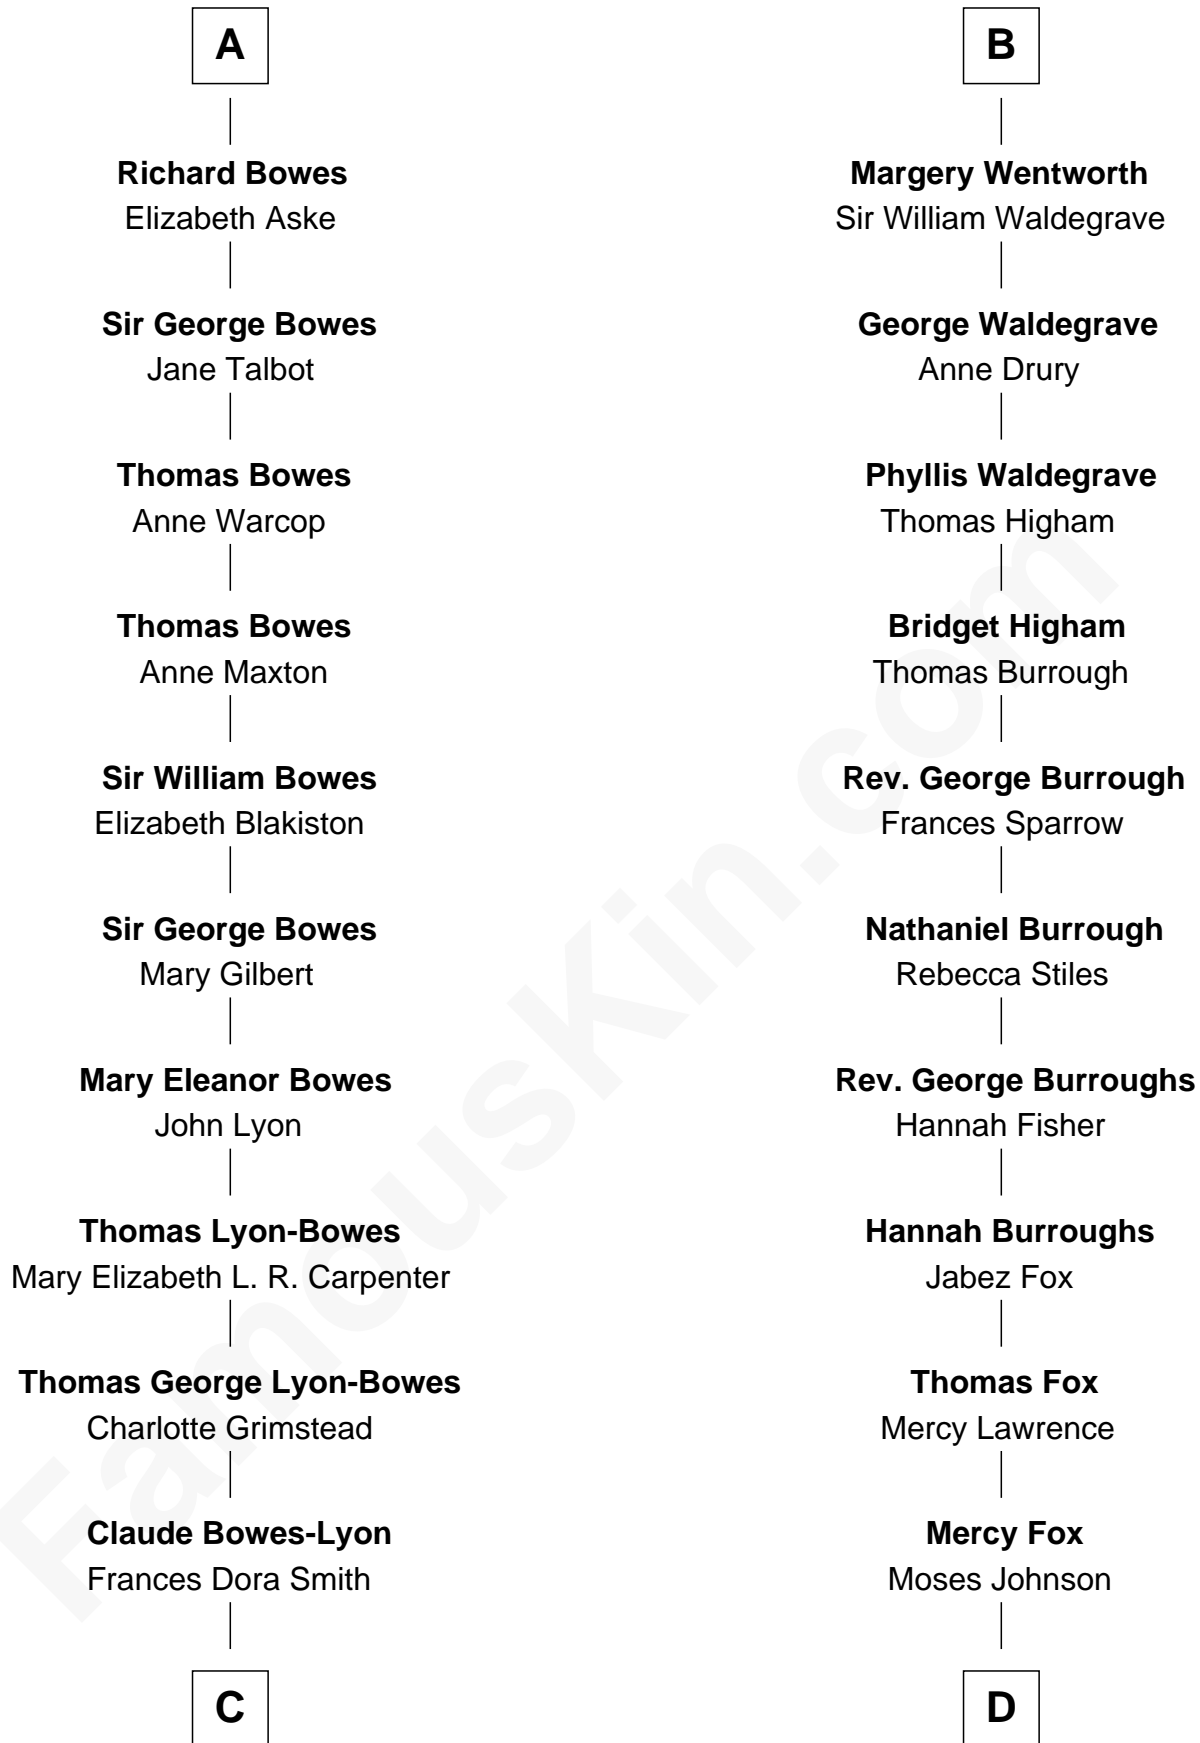 A
Richard Bowes
Elizabeth Aske
Sir George Bowes
Jane Talbot
Thomas Bowes
Anne Warcop
Thomas Bowes
Anne Maxton
Sir William Bowes
Elizabeth Blakiston
Sir George Bowes
Mary Gilbert
Mary Eleanor Bowes
John Lyon
Thomas Lyon-Bowes
Mary Elizabeth L. R. Carpenter
Thomas George Lyon-Bowes
Charlotte Grimstead
Claude Bowes-Lyon
Frances Dora Smith
C
B
Margery Wentworth
Sir William Waldegrave
George Waldegrave
Anne Drury
Phyllis Waldegrave
Thomas Higham
Bridget Higham
Thomas Burrough
Rev. George Burrough
Frances Sparrow
Nathaniel Burrough
Rebecca Stiles
Rev. George Burroughs
Hannah Fisher
Hannah Burroughs
Jabez Fox
Thomas Fox
Mercy Lawrence
Mercy Fox
Moses Johnson
D
FamousKin.com